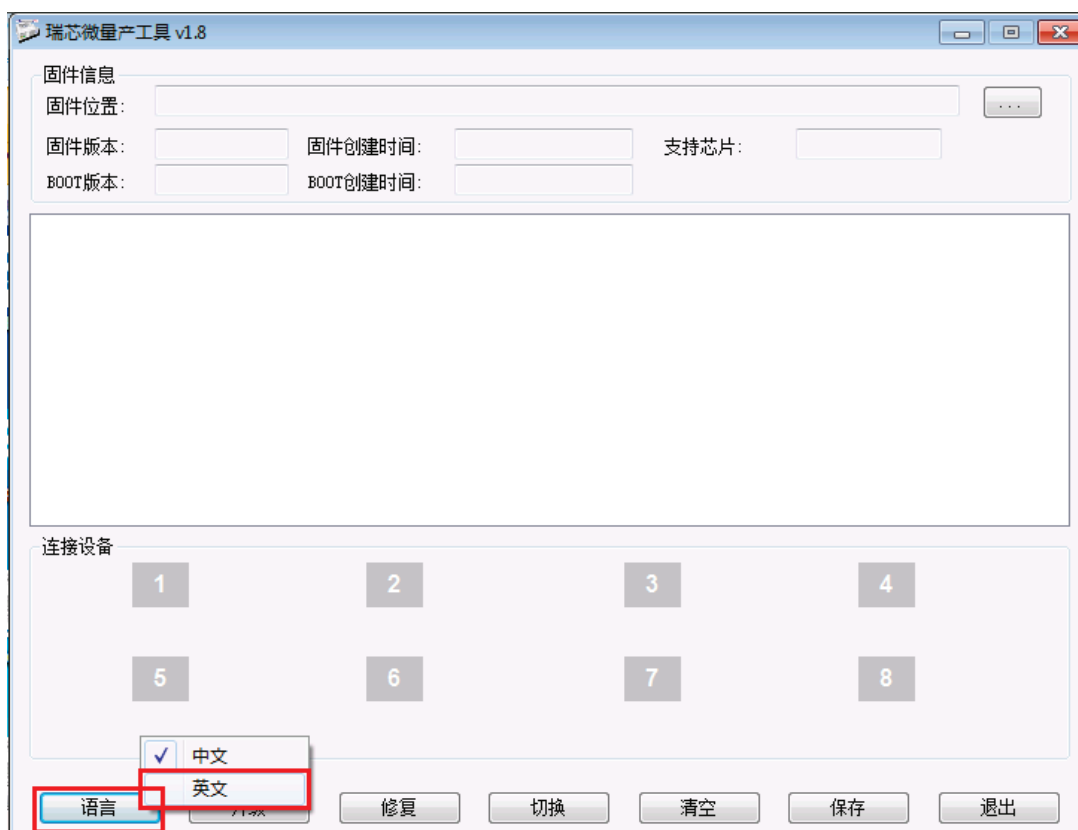 瑞芯微量产工具 v1.8
固件信息
固件位置:
...
固件版本: 固件创建时间: 支持芯片:
BOOT版本: BOOT创建时间:
连接设备
1 2 3 4
5 6 7 8
中文
英文
语言 修复 切换 清空 保存 退出